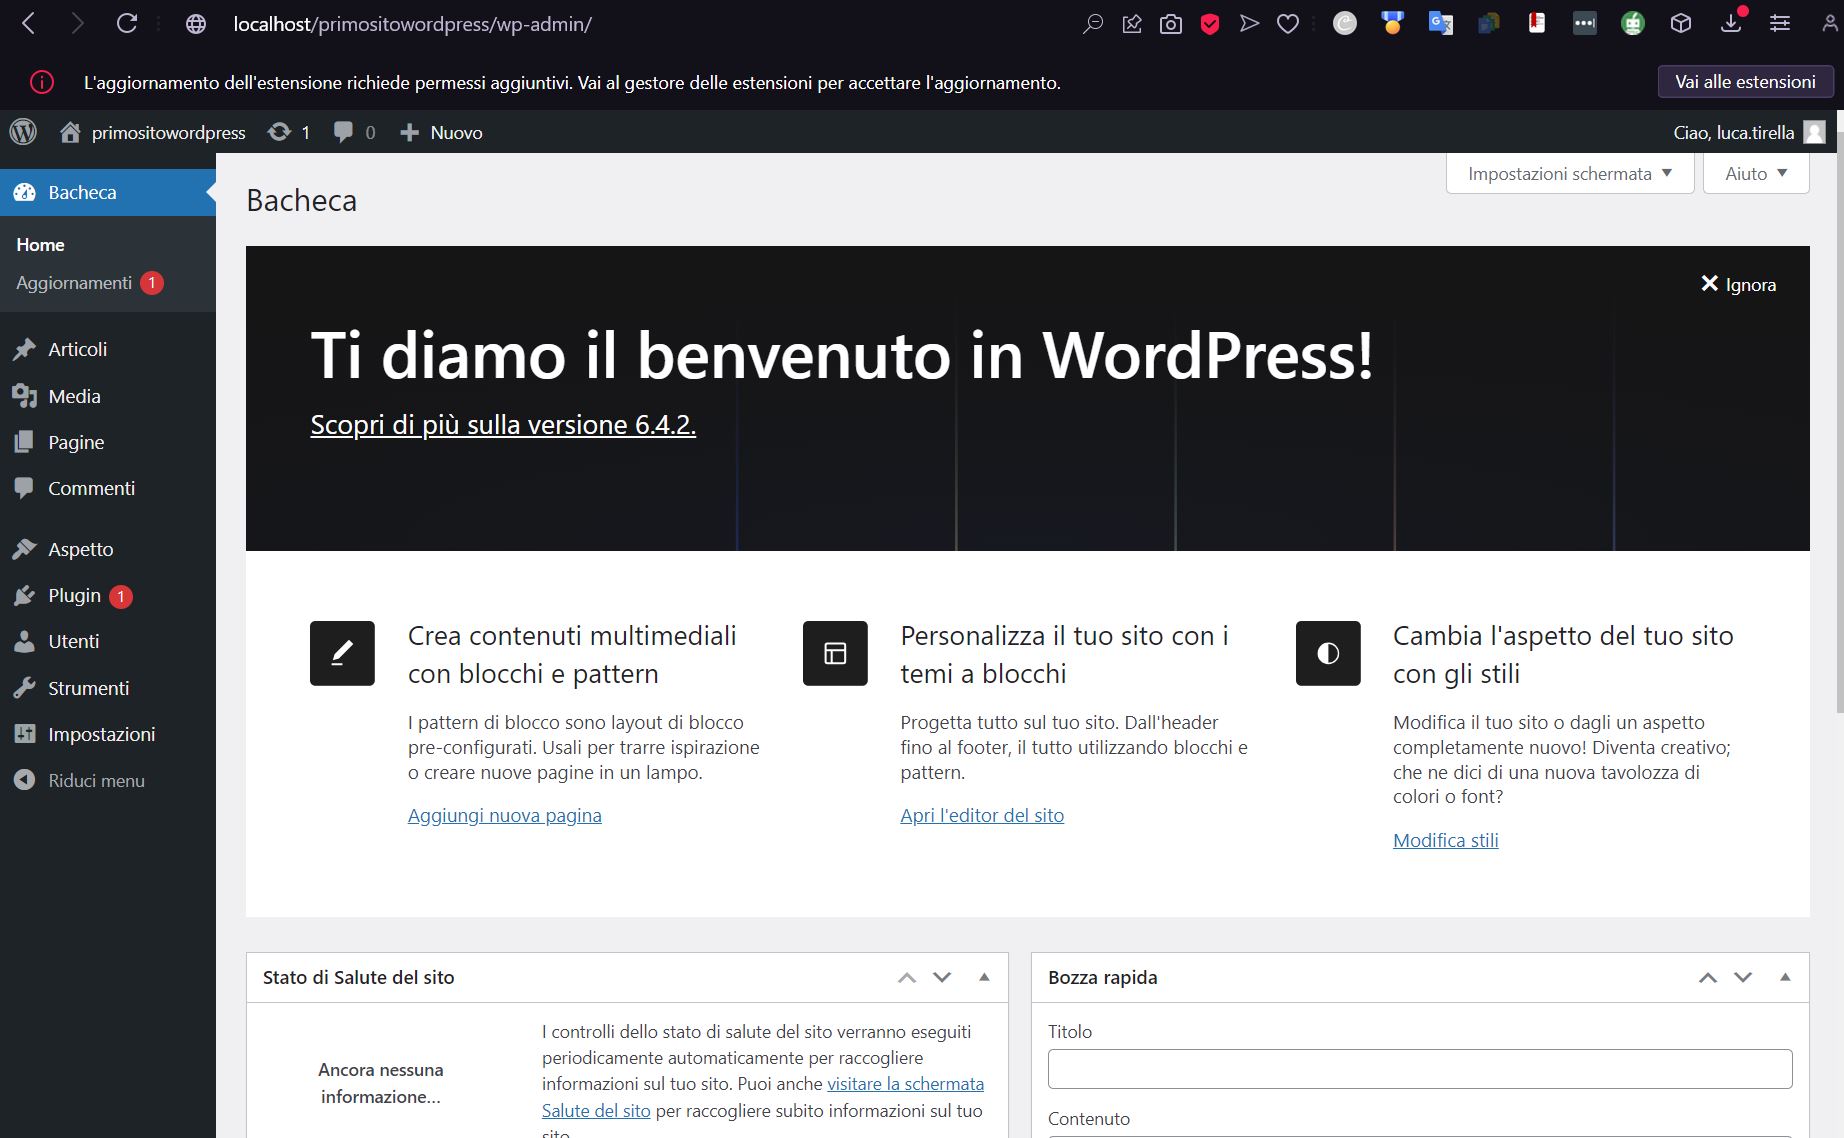 localhost/primositowordpress/wp-admin/
L'aggiornamento dell'estensione richiede permessi aggiuntivi. Vai al gestore delle estensioni per accettare l'aggiornamento.
Vai alle estensioni
primositowordpress 1 0 Nuovo
Ciao, luca.tirella
Bacheca
Home
Aggiornamenti 1
Articoli
Media
Pagine
Commenti
Aspetto
Plugin 1
Utenti
Strumenti
Impostazioni
Riduci menu
Impostazioni schermata
Aiuto
Bacheca
Ignora
Ti diamo il benvenuto in WordPress!
Scopri di più sulla versione 6.4.2.
Crea contenuti multimediali
con blocchi e pattern
I pattern di blocco sono layout di blocco
pre-configurati. Usali per trarre ispirazione
o creare nuove pagine in un lampo.
Aggiungi nuova pagina
Personalizza il tuo sito con i
temi a blocchi
Progetta tutto sul tuo sito. Dall'header
fino al footer, il tutto utilizzando blocchi e
pattern.
Apri l'editor del sito
Cambia l'aspetto del tuo sito
con gli stili
Modifica il tuo sito o dagli un aspetto
completamente nuovo! Diventa creativo;
che ne dici di una nuova tavolozza di
colori o font?
Modifica stili
Stato di Salute del sito
Ancora nessuna
informazione...
I controlli dello stato di salute del sito verranno eseguiti
periodicamente automaticamente per raccogliere
informazioni sul tuo sito. Puoi anche visitare la schermata
Salute del sito per raccogliere subito informazioni sul tuo
sito.
Bozza rapida
Titolo
Contenuto